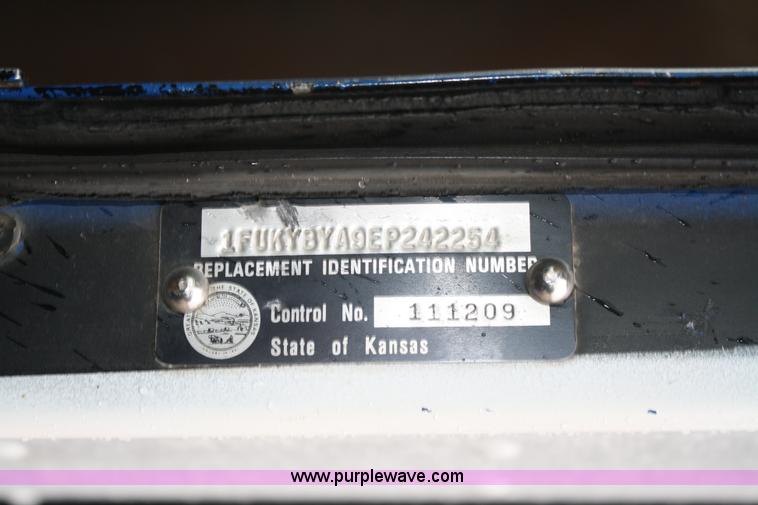 1FUKYBYA9EP242254
REPLACEMENT IDENTIFICATION NUMBER
Control No. 111209
State of Kansas
www.purplewave.com